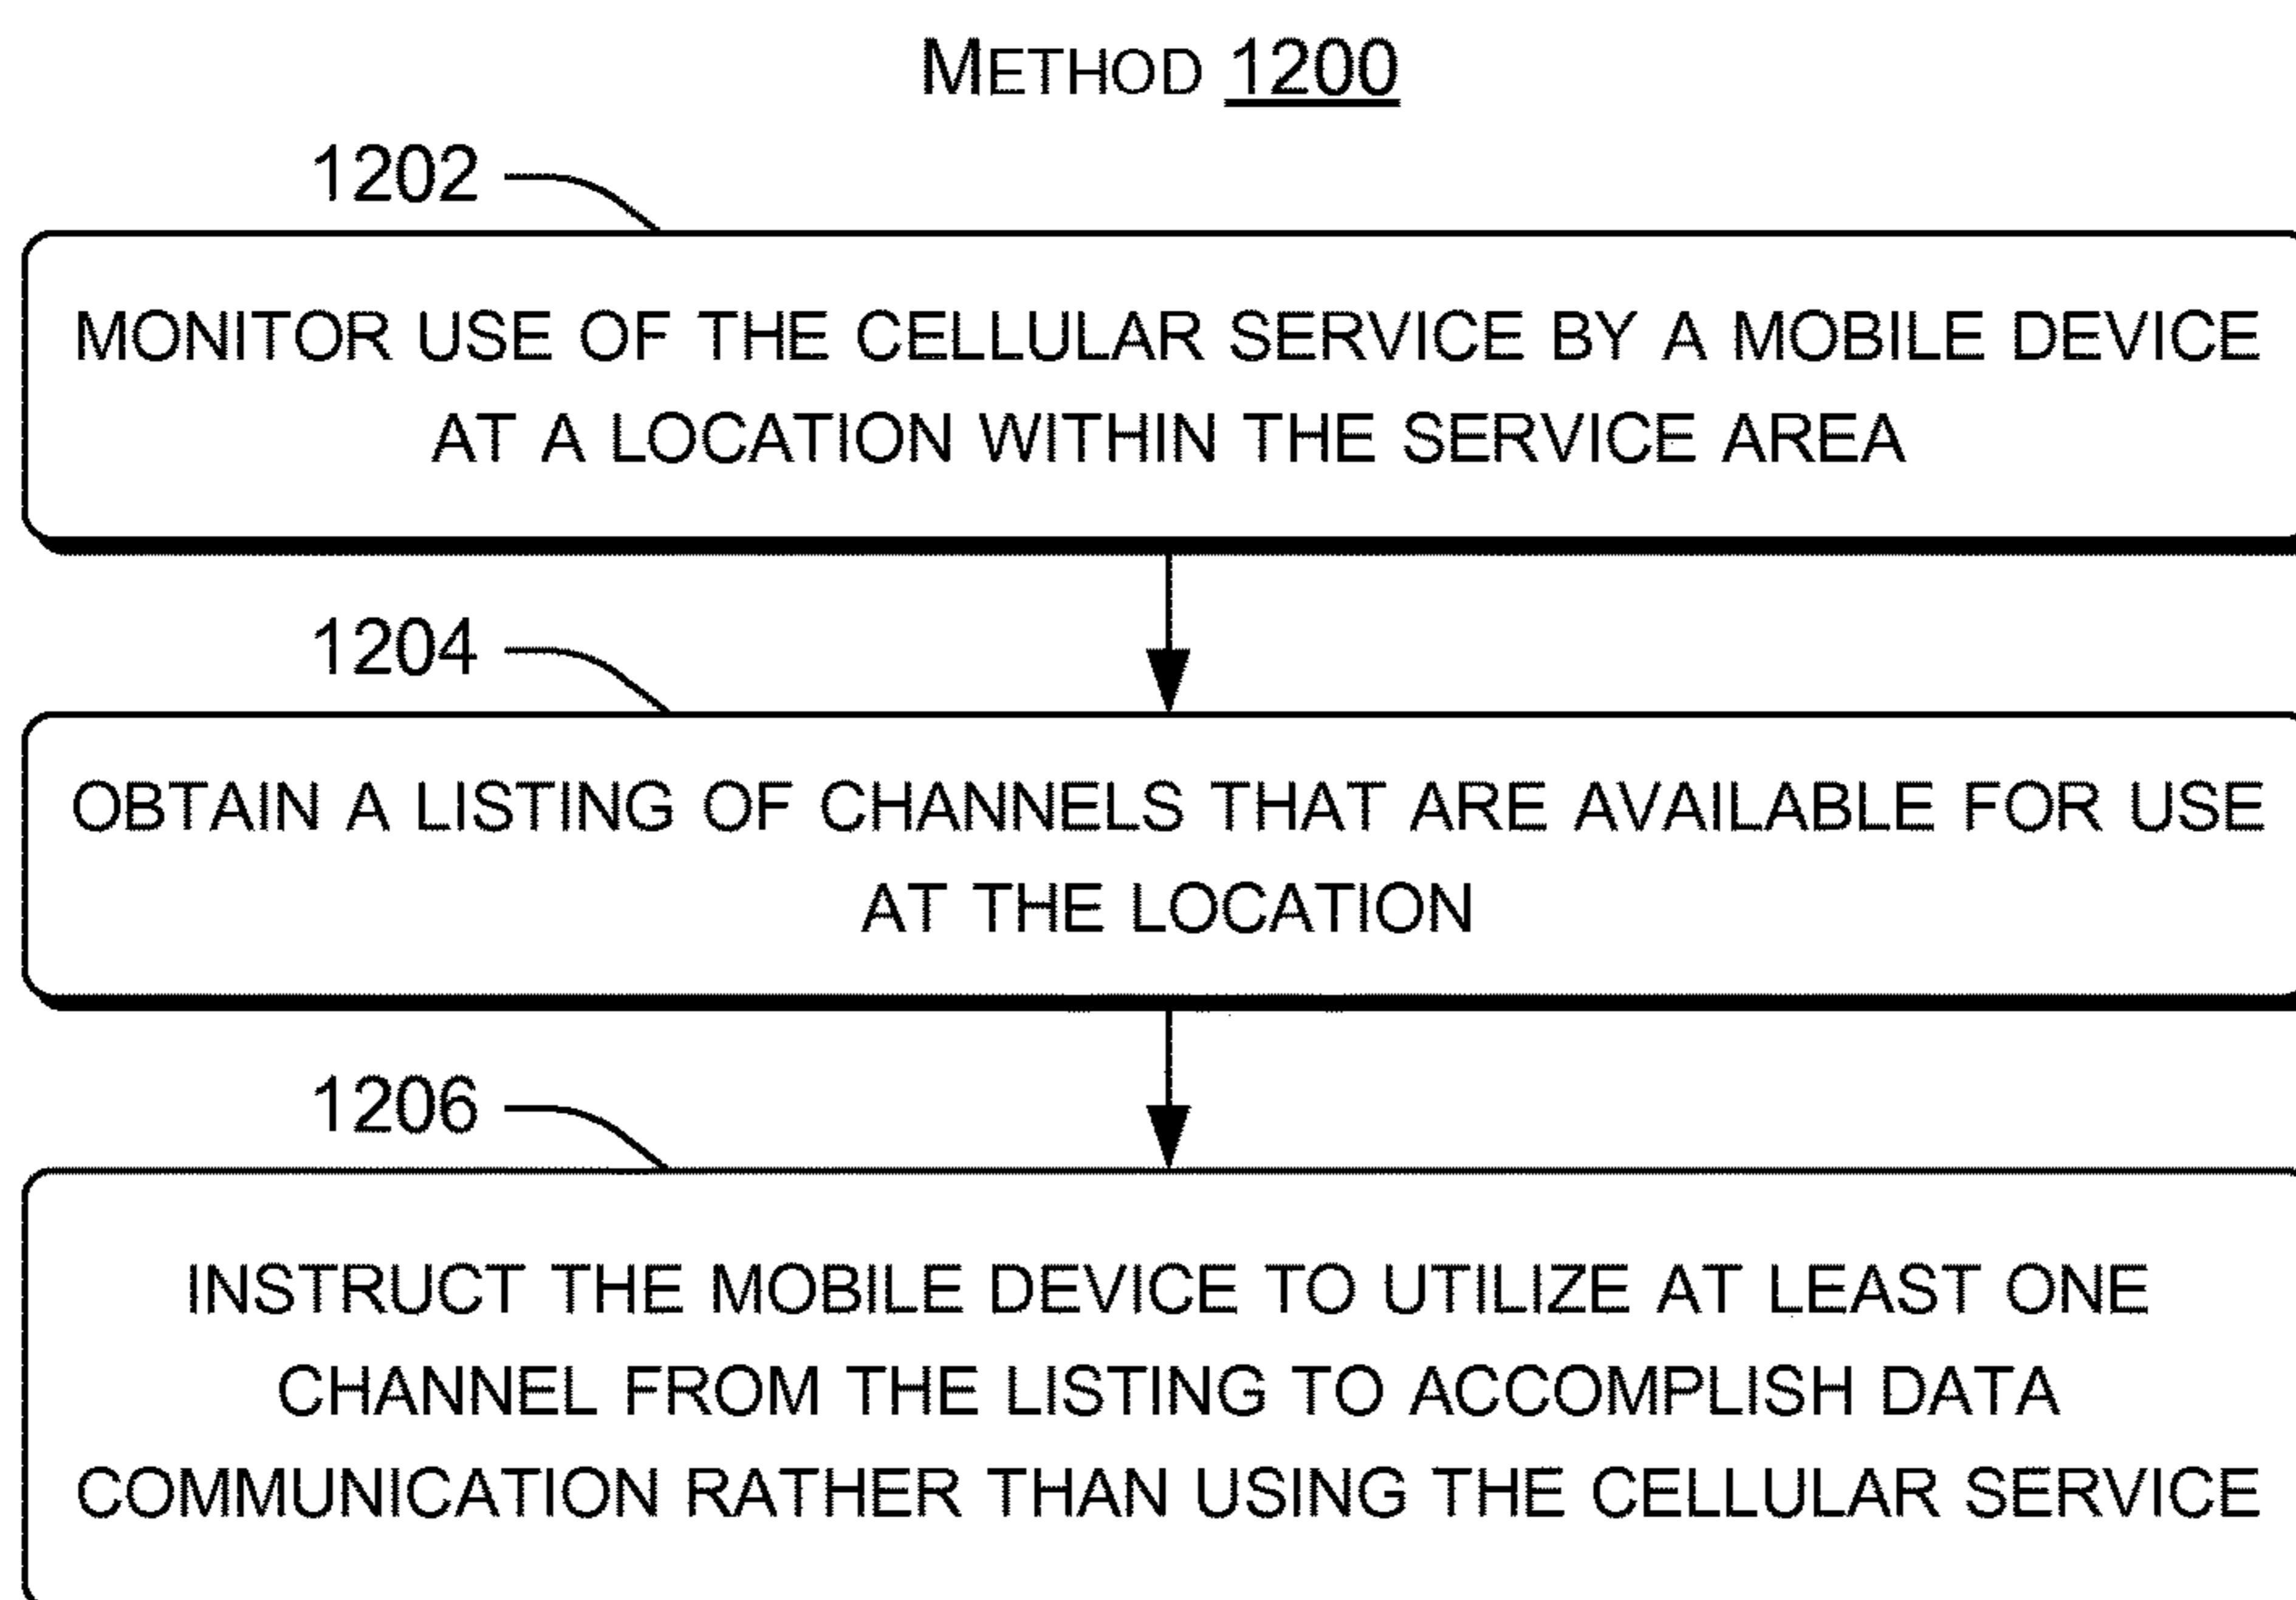 METHOD 1200
1202
MONITOR USE OF THE CELLULAR SERVICE BY A MOBILE DEVICE
AT A LOCATION WITHIN THE SERVICE AREA
1204
OBTAIN A LISTING OF CHANNELS THAT ARE AVAILABLE FOR USE
AT THE LOCATION
1206
INSTRUCT THE MOBILE DEVICE TO UTILIZE AT LEAST ONE
CHANNEL FROM THE LISTING TO ACCOMPLISH DATA
COMMUNICATION RATHER THAN USING THE CELLULAR SERVICE